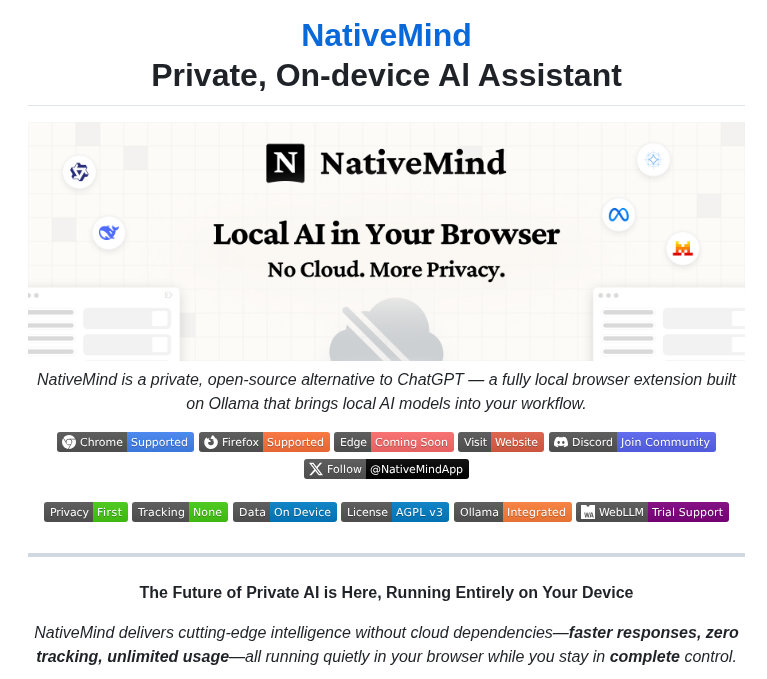 NativeMind
Private, On-device Al Assistant
N NativeMind
Local AI in Your Browser
No Cloud. More Privacy.
NativeMind is a private, open-source alternative to ChatGPT — a fully local browser extension built
on Ollama that brings local AI models into your workflow.
Chrome Supported Firefox Supported Edge Coming Soon Visit Website Discord Join Community
Follow @NativeMindApp
Privacy First Tracking None Data On Device License AGPL v3 Ollama Integrated WA WebLLM Trial Support
The Future of Private AI is Here, Running Entirely on Your Device
NativeMind delivers cutting-edge intelligence without cloud dependencies—faster responses, zero
tracking, unlimited usage—all running quietly in your browser while you stay in complete control.